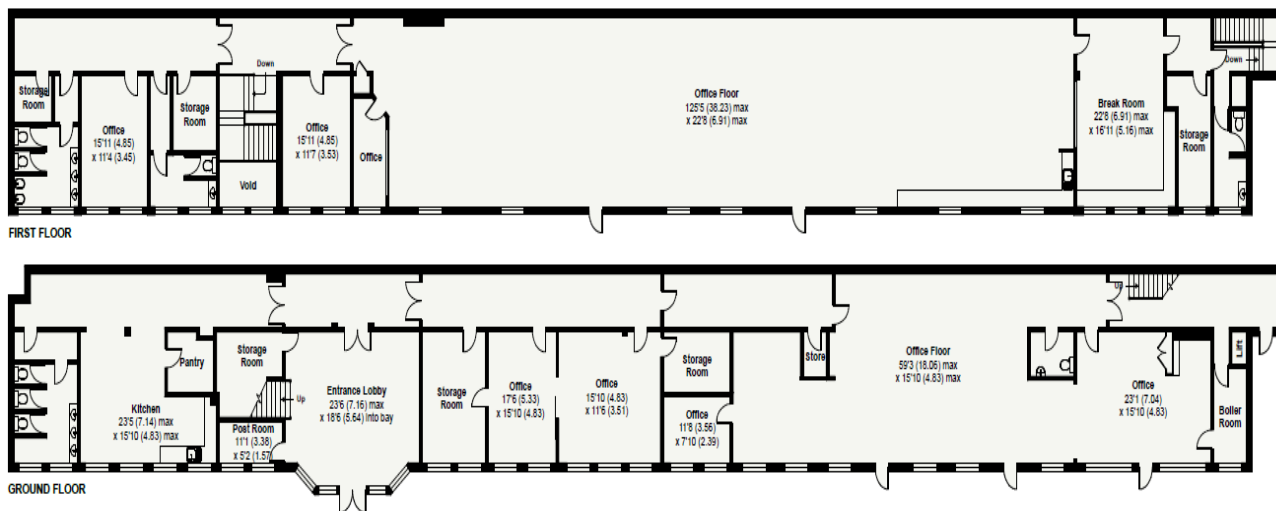 Down
Storage
Room
Office
15'11 (4.85)
x 11'4 (3.45)
Storage
Room
Void
Office
15'11 (4.85)
x 11'7 (3.53)
Office
Office Floor
125'5 (38.23) max
x 22'8 (6.91) max
Break Room
22'8 (6.91) max
x 16'11 (5.16) max
Storage
Room
Down
FIRST FLOOR
Kitchen
23'5 (7.14) max
x 15'10 (4.83) max
Pantry
Storage
Room
Up
Post Room
11'1 (3.38)
x 5'2 (1.57)
Entrance Lobby
23'6 (7.16) max
x 18'6 (5.64) Into bay
Storage
Room
Office
17'6 (5.33)
x 15'10 (4.83)
Office
15'10 (4.83)
x 11'6 (3.51)
Storage
Room
Office
11'8 (3.56)
x 7'10 (2.39)
Store
Office Floor
59'3 (18.06) max
x 15'10 (4.83) max
Up
Office
23'1 (7.04)
x 15'10 (4.83)
Lift
Boiler
Room
GROUND FLOOR